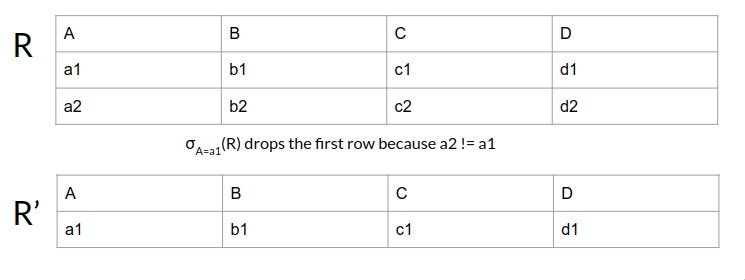 R
A B C D
a1 b1 c1 d1
a2 b2 c2 d2
σA=a1(R) drops the first row because a2 != a1
R’
A B C D
a1 b1 c1 d1